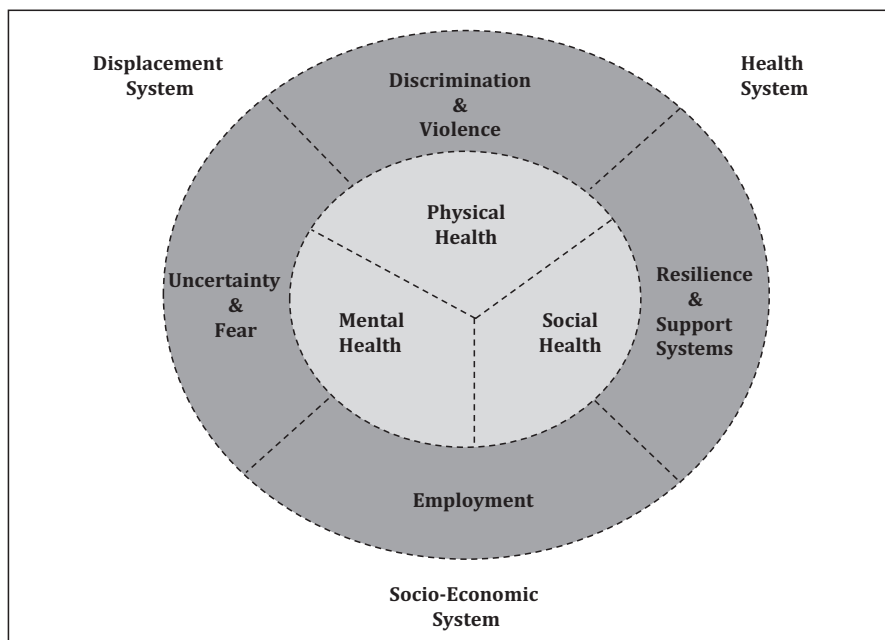 Displacement
System
Health
System
Discrimination
&
Violence
Physical
Health
Uncertainty
&
Fear
Mental
Health
Social
Health
Resilience
&
Support
Systems
Employment
Socio-Economic
System